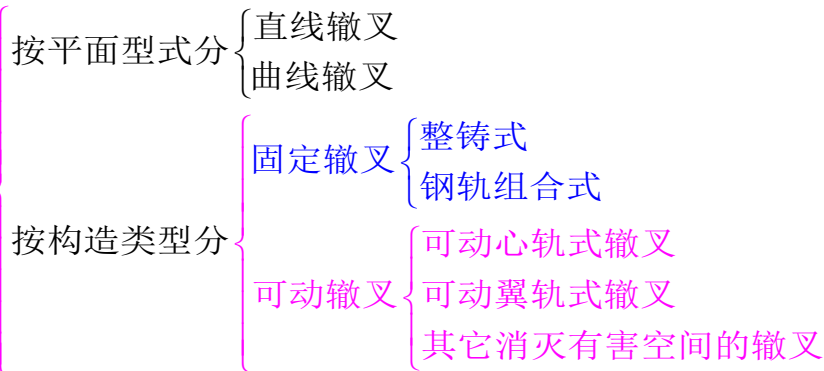 按平面型式分
直线辙叉
曲线辙叉
按构造类型分
固定辙叉
整铸式
钢轨组合式
可动辙叉
可动心轨式辙叉
可动翼轨式辙叉
其它消灭有害空间的辙叉